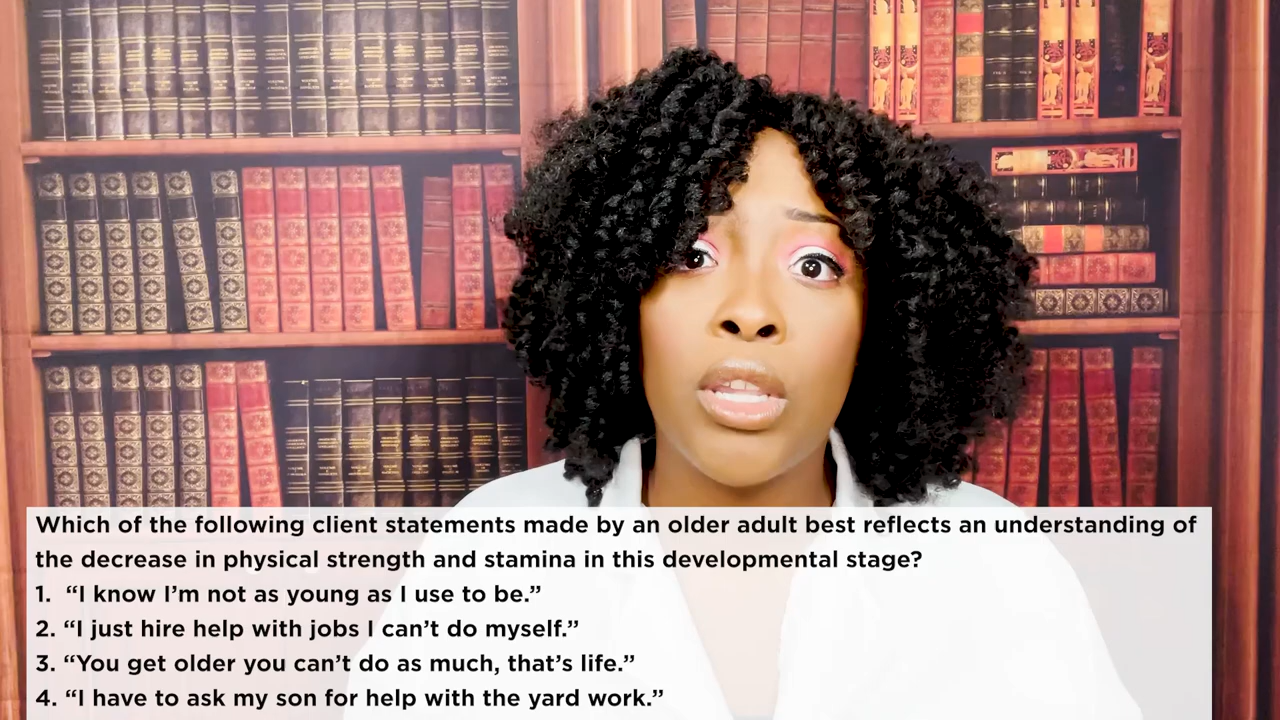 Which of the following client statements made by an older adult best reflects an understanding of
the decrease in physical strength and stamina in this developmental stage?
1. “I know I’m not as young as I use to be.”
2. “I just hire help with jobs I can’t do myself.”
3. “You get older you can’t do as much, that’s life.”
4. “I have to ask my son for help with the yard work.”